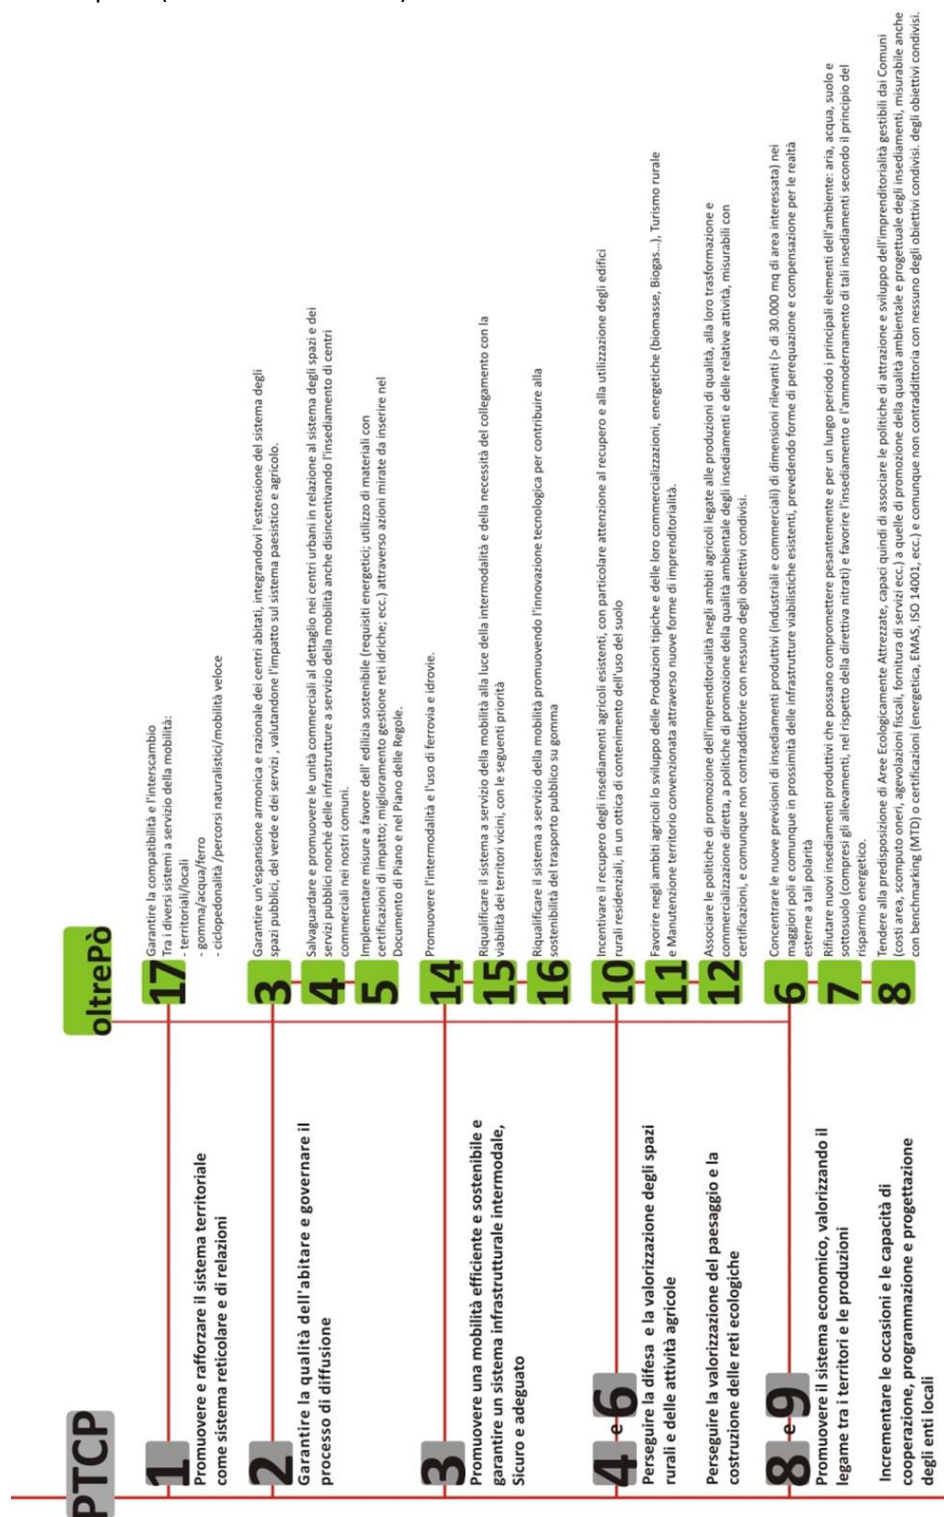 PTCP
oltrePò
1
Promuovere e rafforzare il sistema territoriale
come sistema reticolare e di relazioni
17
Garantire la compatibilità e l'interscambio
Tra i diversi sistemi a servizio della mobilità:
- territoriali/locali
- gomma/acqua/ferro
- ciclopedonalità /percorsi naturalistici/mobilità veloce
2
Garantire la qualità dell'abitare e governare il
processo di diffusione
3
Garantire un'espansione armonica e razionale dei centri abitati, integrandovi l'estensione del sistema degli
spazi pubblici, del verde e dei servizi , valutandone l'impatto sul sistema paesistico e agricolo.
4
Salvaguardare e promuovere le unità commerciali al dettaglio nei centri urbani in relazione al sistema degli spazi e dei
servizi pubblici nonché delle infrastrutture a servizio della mobilità anche disincentivando l'insediamento di centri
commerciali nei nostri comuni.
5
Implementare misure a favore dell' edilizia sostenibile (requisiti energetici; utilizzo di materiali con
certificazioni di impatto; miglioramento gestione reti idriche; ecc.) attraverso azioni mirate da inserire nel
Documento di Piano e nel Piano delle Regole.
3
Promuovere una mobilità efficiente e sostenibile e
garantire un sistema infrastrutturale intermodale,
Sicuro e adeguato
14
Promuovere l'intermodalità e l'uso di ferrovia e idrovie.
15
Riqualificare il sistema a servizio della mobilità alla luce della intermodalità e della necessità del collegamento con la
viabilità dei territori vicini, con le seguenti priorità
16
Riqualificare il sistema a servizio della mobilità promuovendo l'innovazione tecnologica per contribuire alla
sostenibilità del trasporto pubblico su gomma
4 e 6
Perseguire la difesa e la valorizzazione degli spazi
rurali e delle attività agricole
Perseguire la valorizzazione del paesaggio e la
costruzione delle reti ecologiche
10
Incentivare il recupero degli insediamenti agricoli esistenti, con particolare attenzione al recupero e alla utilizzazione degli edifici
rurali residenziali, in un ottica di contenimento dell'uso del suolo
11
Favorire negli ambiti agricoli lo sviluppo delle Produzioni tipiche e delle loro commercializzazioni, energetiche (biomasse, Biogas...), Turismo rurale
e Manutenzione territorio convenzionata attraverso nuove forme di imprenditorialità.
12
Associare le politiche di promozione dell'imprenditorialità negli ambiti agricoli legate alle produzioni di qualità, alla loro trasformazione e
commercializzazione diretta, a politiche di promozione della qualità ambientale degli insediamenti e delle relative attività, misurabili con
certificazioni, e comunque non contraddittorie con nessuno degli obiettivi condivisi.
8 e 9
Promuovere il sistema economico, valorizzando il
legame tra i territori e le produzioni
Incrementare le occasioni e le capacità di
cooperazione, programmazione e progettazione
degli enti locali
6
Concentrare le nuove previsioni di insediamenti produttivi (industriali e commerciali) di dimensioni rilevanti (> di 30.000 mq di area interessata) nei
maggiori poli e comunque in prossimità delle infrastrutture viabilistiche esistenti, prevedendo forme di perequazione e compensazione per le realtà
esterne a tali polarità
7
Rifiutare nuovi insediamenti produttivi che possano compromettere pesantemente e per un lungo periodo i principali elementi dell'ambiente: aria, acqua, suolo e
sottosuolo (compresi gli allevamenti, nel rispetto della direttiva nitrati) e favorire l'insediamento e l'ammodernamento di tali insediamenti secondo il principio del
risparmio energetico.
8
Tendere alla predisposizione di Aree Ecologicamente Attrezzate, capaci quindi di associare le politiche di attrazione e sviluppo dell'imprenditorialità gestibili dai Comuni
(costi area, scomputo oneri, agevolazioni fiscali, fornitura di servizi ecc.) a quelle di promozione della qualità ambientale e progettuale degli insediamenti, misurabile anche
con benchmarking (MTD) o certificazioni (energetica, EMAS, ISO 14001, ecc.) e comunque non contraddittoria con nessuno degli obiettivi condivisi. degli obiettivi condivisi.